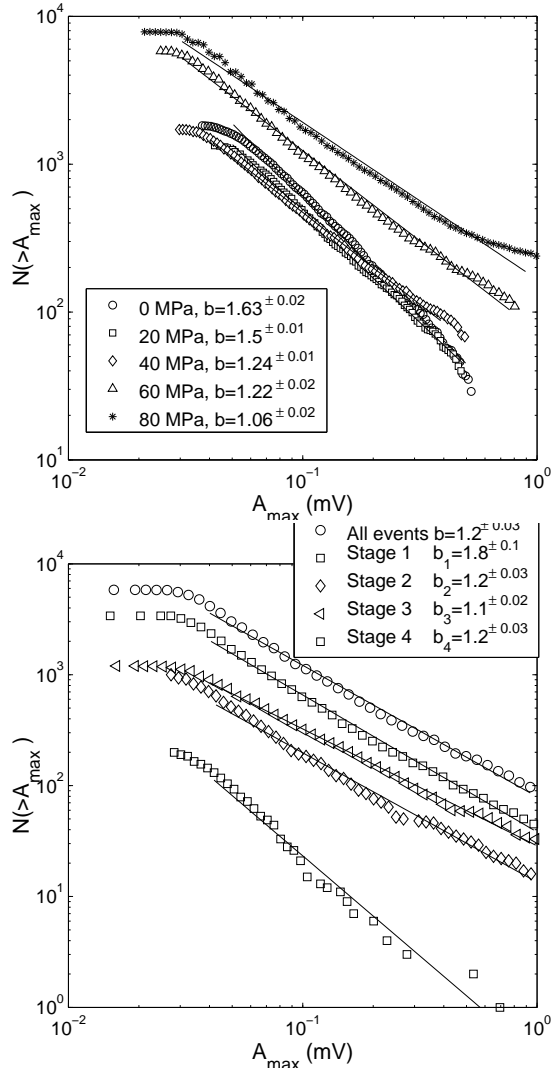 10^4
10^3
10^2
10^1
N(>A_max)
0 MPa, b=1.63^± 0.02
20 MPa, b=1.5^± 0.01
40 MPa, b=1.24^± 0.01
60 MPa, b=1.22^± 0.02
80 MPa, b=1.06^± 0.02
10^-2
10^-1
10^0
A_max (mV)
All events b=1.2^± 0.03
Stage 1 b_1=1.8^± 0.1
Stage 2 b_2=1.2^± 0.03
Stage 3 b_3=1.1^± 0.02
Stage 4 b_4=1.2^± 0.03
10^4
10^3
10^2
10^1
10^0
N(>A_max)
10^-2
10^-1
10^0
A_max (mV)